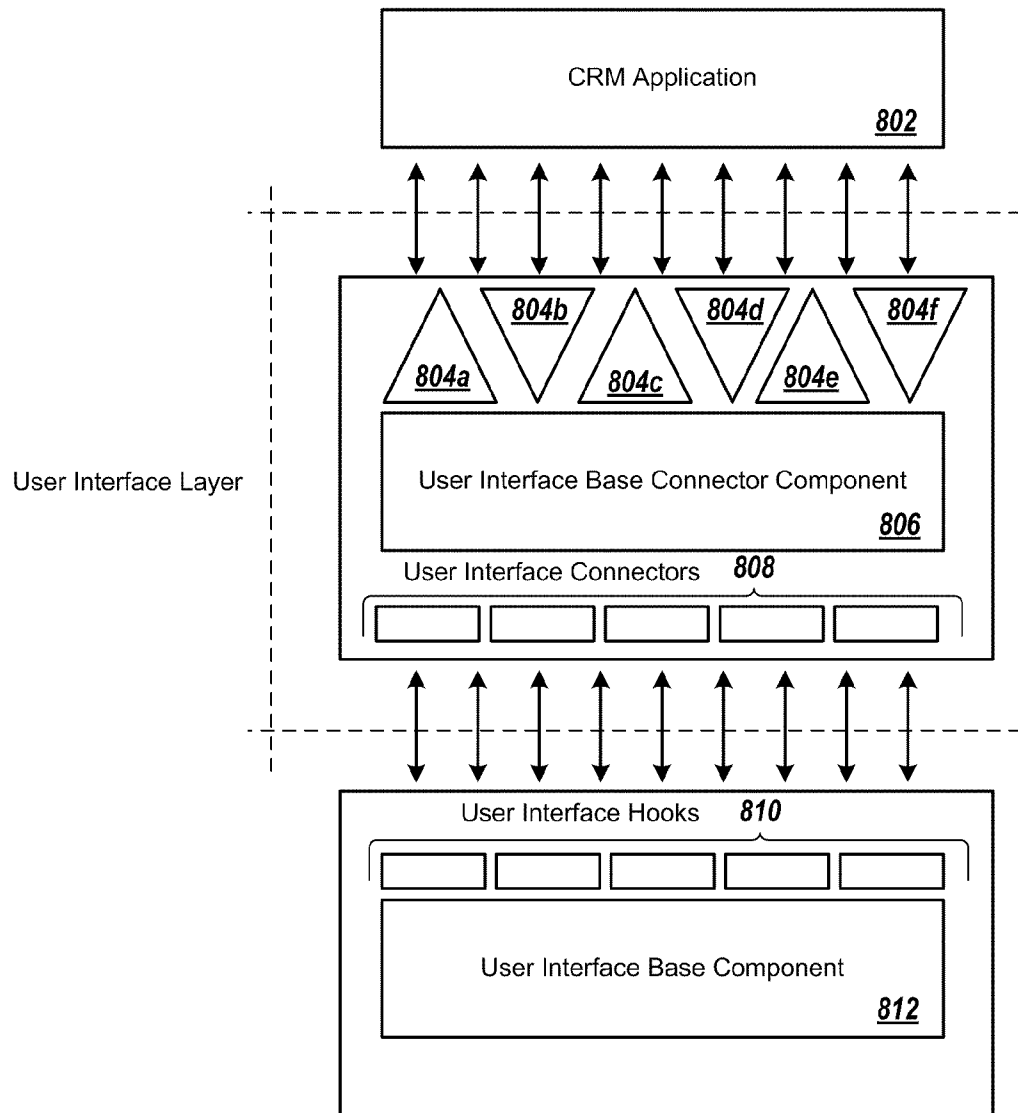 CRM Application
802
804a
804b
804c
804d
804e
804f
User Interface Layer
User Interface Base Connector Component
806
User Interface Connectors 808
User Interface Hooks 810
User Interface Base Component
812